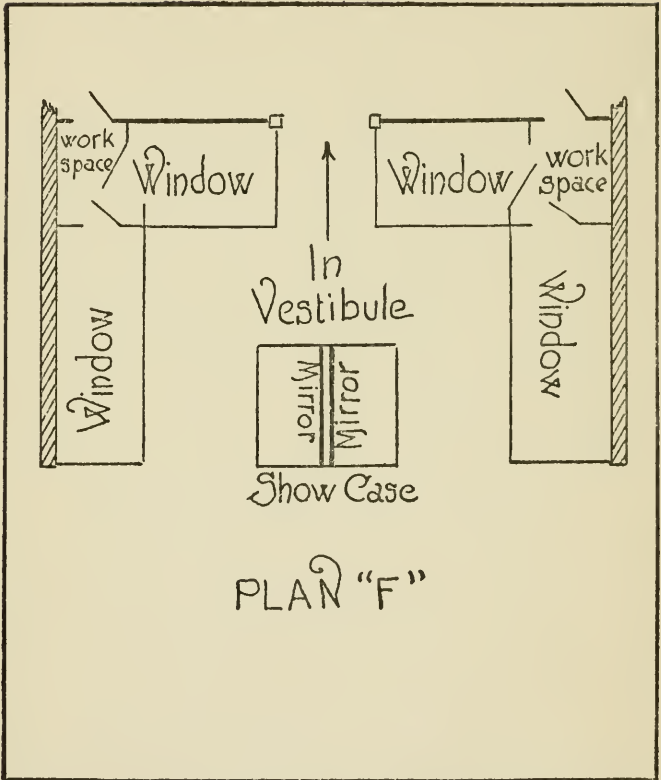 work
space
Window
Window
work
space
In
Vestibule
Window
Window
Mirror
Mirror
Show Case
PLAN "F"